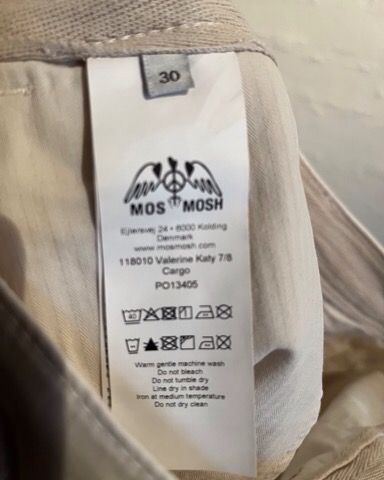 30
MOS MOSH
Ejlersvej 24 • 6000 Kolding
Denmark
www.mosmosh.com
118010 Valerine Katy 7/8
Cargo
PO13405
40
Warm gentle machine wash
Do not bleach
Do not tumble dry
Line dry in shade
Iron at medium temperature
Do not dry clean